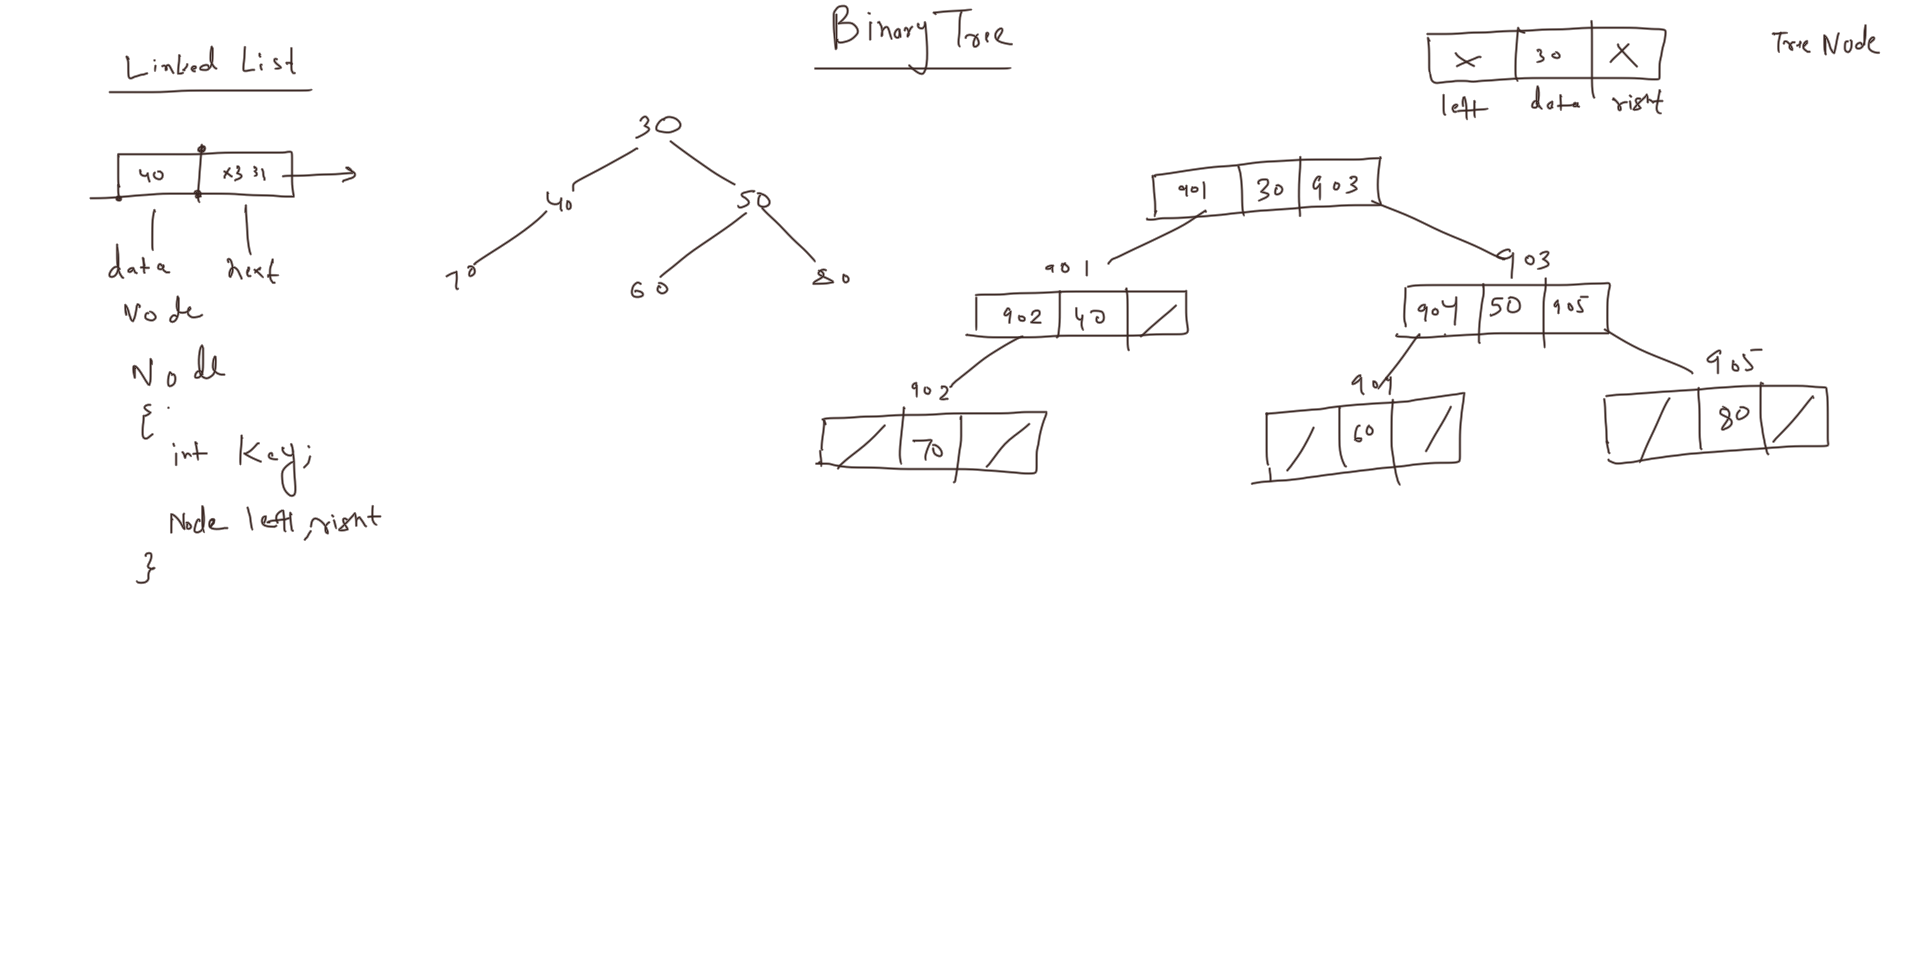 Binary Tree
Linked List
40 x331
data next
Node
Node
{
int Key;
Node left, right
}
30
40 50
70 60 80
30 Tree Node
left data right
901 30 903
901 903
902 40 904 50 905
902 904 905
70 60 80